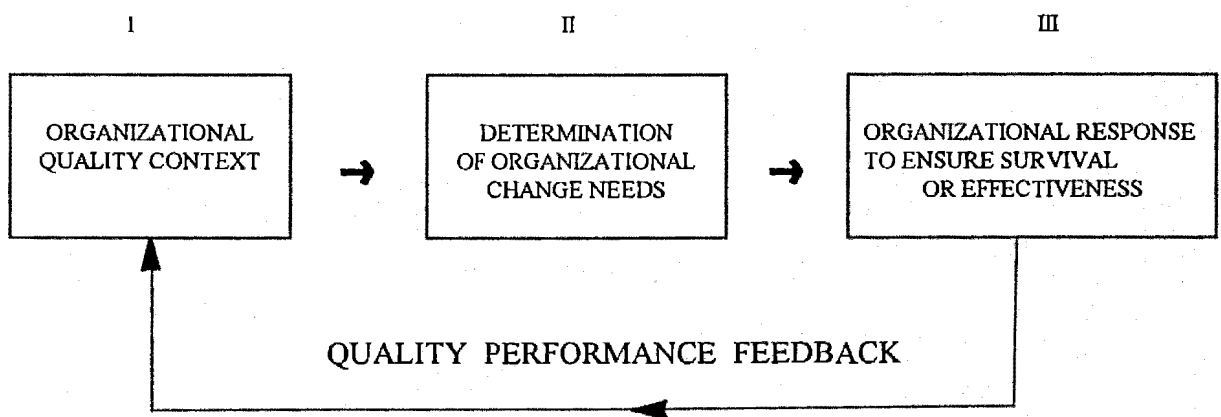 I
II
III
ORGANIZATIONAL
QUALITY CONTEXT
DETERMINATION
OF ORGANIZATIONAL
CHANGE NEEDS
ORGANIZATIONAL RESPONSE
TO ENSURE SURVIVAL
OR EFFECTIVENESS
QUALITY PERFORMANCE FEEDBACK